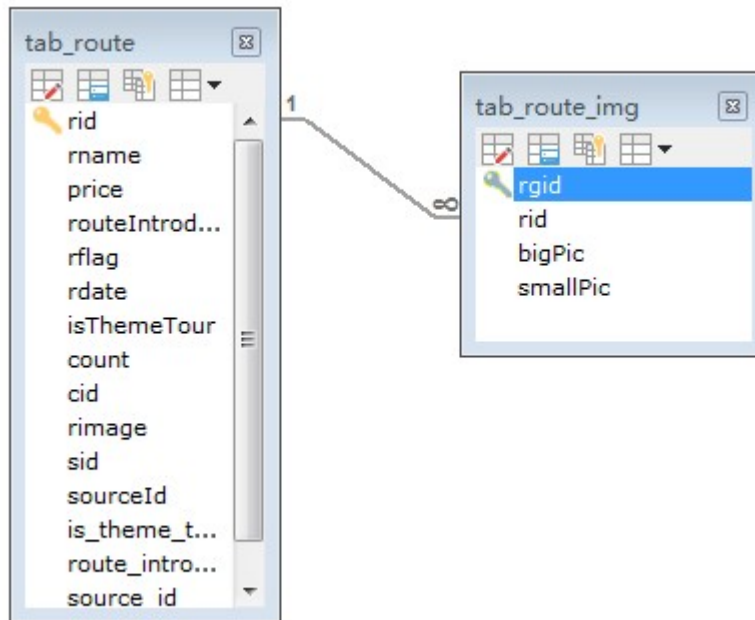 tab_route
rid
rname
price
routeIntrod...
rflag
rdate
isThemeTour
count
cid
rimage
sid
sourceId
is_theme_t...
route_intro...
source_id
1
∞
tab_route_img
rgid
rid
bigPic
smallPic